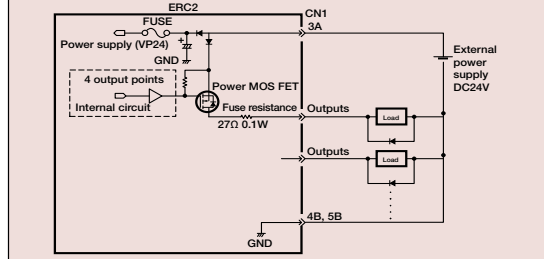 ERC2
CN1
FUSE
3A
Power supply (VP24)
+
GND
External
power
supply
DC24V
4 output points
Internal circuit
Power MOS FET
Fuse resistance
27Ω 0.1W
Outputs
Load
Outputs
Load
4B, 5B
GND